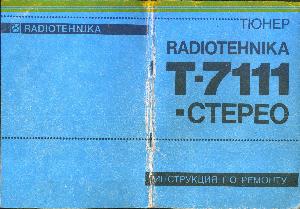 RADIOTEHNIKA
ТЮНЕР
RADIOTEHNIKA
Т-7111
-СТЕРЕО
ИНСТРУКЦИЯ ПО РЕМОНТУ